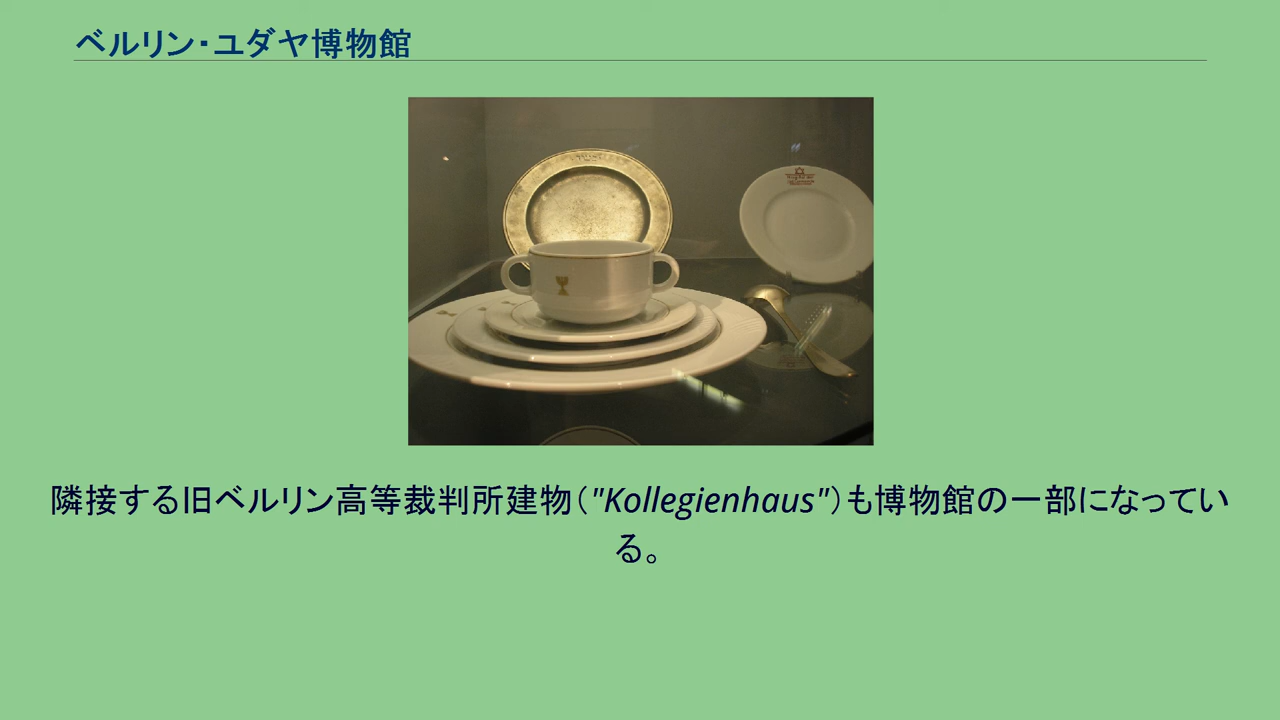 ベルリン・ユダヤ博物館
隣接する旧ベルリン高等裁判所建物("Kollegienhaus")も博物館の一部になってい
る。